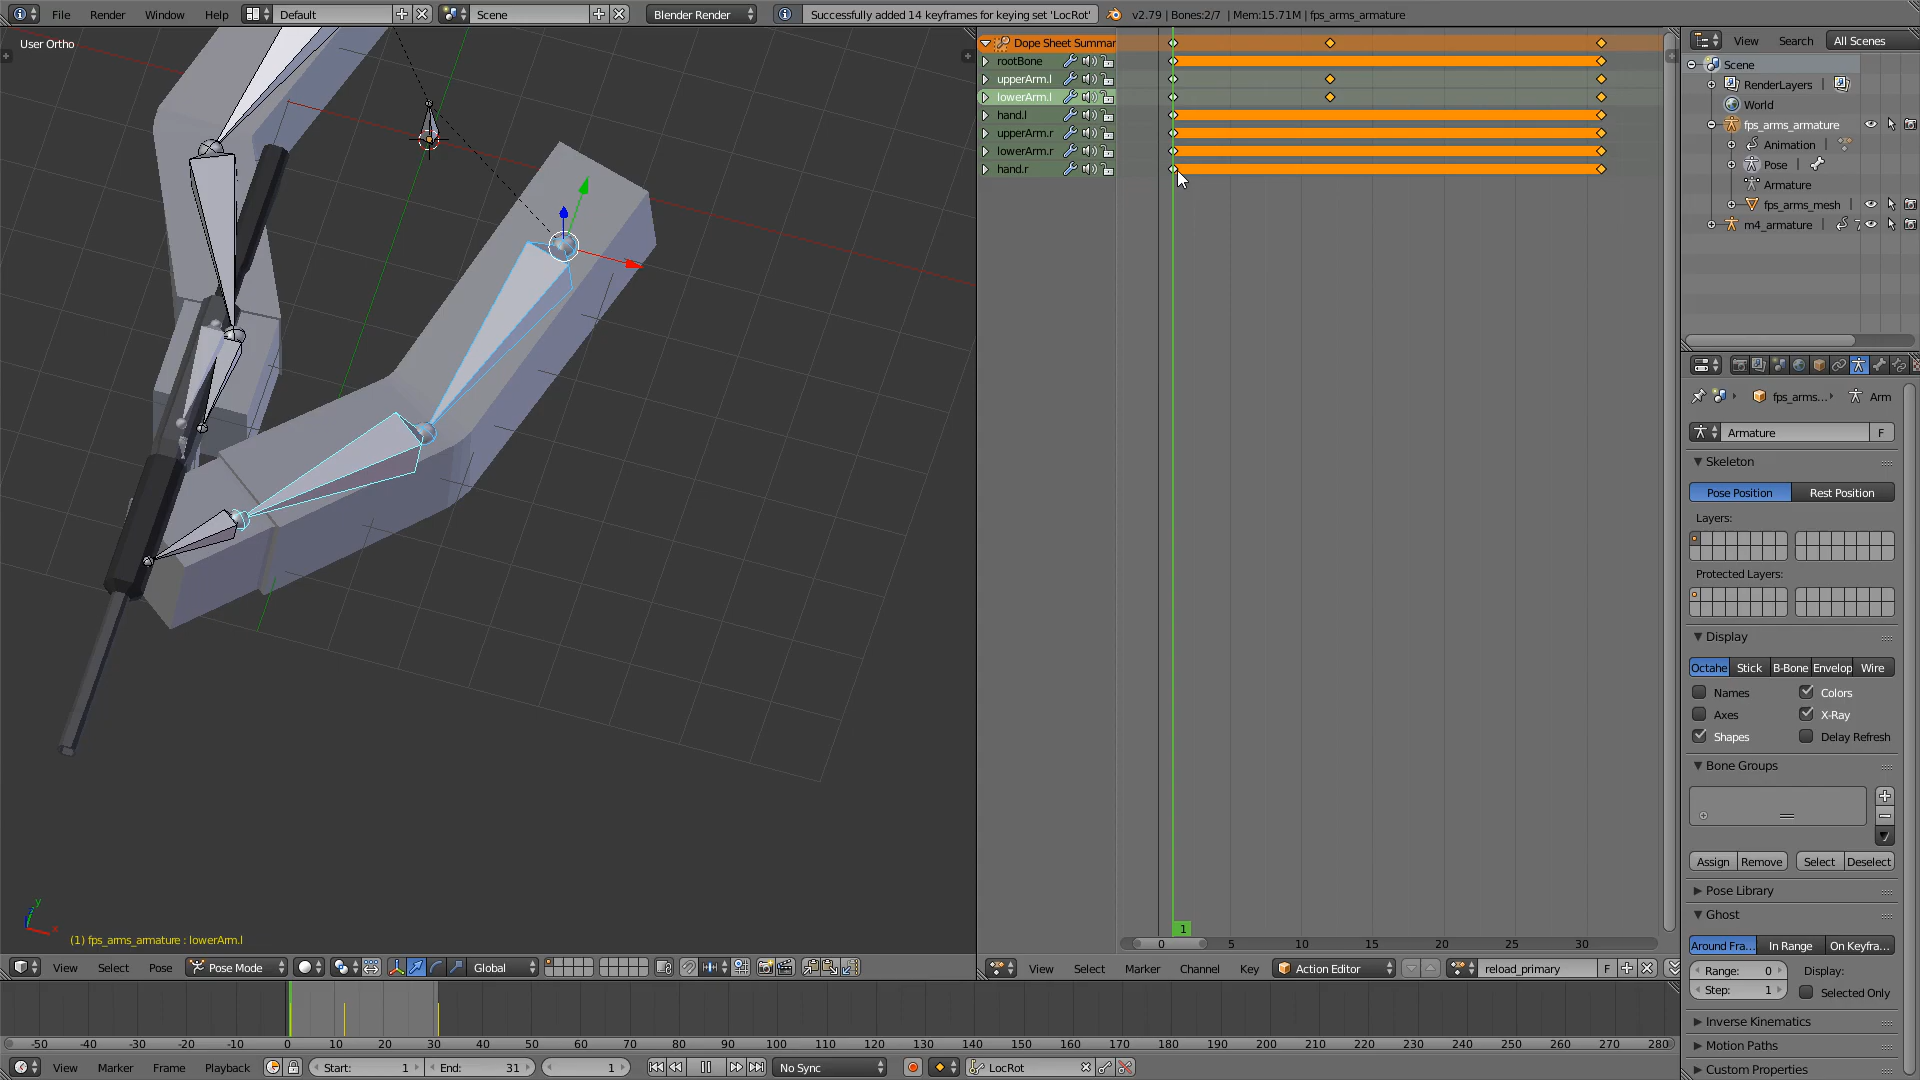 File Render Window Help Default Scene Blender Render Successfully added 14 keyframes for keying set 'LocRot' v2.79 | Bones:2/7 | Mem:15.71M | fps_arms_armature
User Ortho
Dope Sheet Summar
rootBone
upperArm.l
lowerArm.l
hand.l
upperArm.r
lowerArm.r
hand.r
View Search All Scenes
Scene
RenderLayers
World
fps_arms_armature
Animation
Pose
Armature
fps_arms_mesh
m4_armature
fps_arms... Arm
Armature F
Skeleton
Pose Position Rest Position
Layers:
Protected Layers:
Display
Octahe Stick B-Bone Envelop Wire
Names Colors
Axes X-Ray
Shapes Delay Refresh
Bone Groups
Assign Remove Select Deselect
Pose Library
Ghost
Around Fra... In Range On Keyfra...
Range: 0 Display:
Step: 1 Selected Only
Inverse Kinematics
Motion Paths
Custom Properties
1
0 5 10 15 20 25 30
y
x
(1) fps_arms_armature : lowerArm.l
View Select Pose Pose Mode Global
View Select Marker Channel Key Action Editor reload_primary F
-50 -40 -30 -20 -10 0 10 20 30 40 50 60 70 80 90 100 110 120 130 140 150 160 170 180 190 200 210 220 230 240 250 260 270 280
View Marker Frame Playback Start: 1 End: 31 1 No Sync LocRot